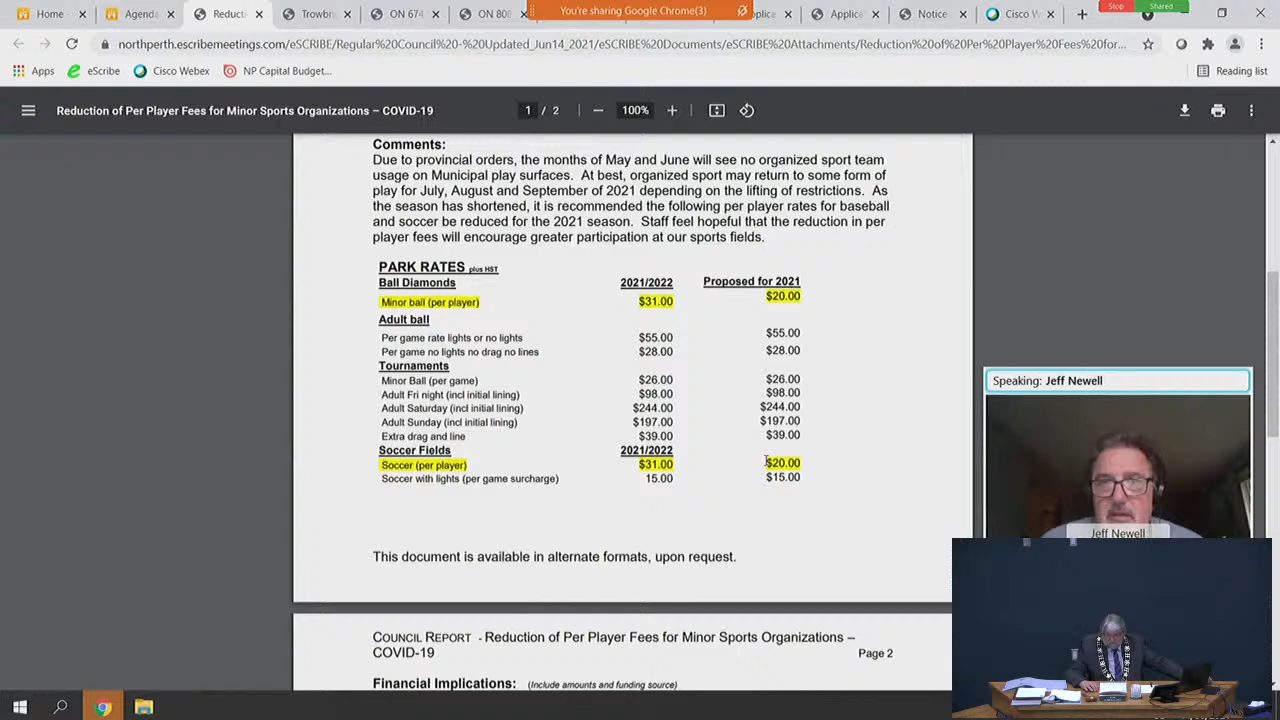 You're sharing Google Chrome(3)
Stop Shared
Home Agenda Reducti Trowbri ON 674 ON 808 plica Applica Notice Cisco W
northperth.escribemeetings.com/eSCRIBE/Regular%20Council%20-%20Updated_Jun14_2021/eSCRIBE%20Documents/eSCRIBE%20Attachments/Reduction%20of%20Per%20Player%20Fees%20for...
Apps eScribe Cisco Webex NP Capital Budget... Reading list
Reduction of Per Player Fees for Minor Sports Organizations – COVID-19 1 / 2 100%
Comments:
Due to provincial orders, the months of May and June will see no organized sport team
usage on Municipal play surfaces. At best, organized sport may return to some form of
play for July, August and September of 2021 depending on the lifting of restrictions. As
the season has shortened, it is recommended the following per player rates for baseball
and soccer be reduced for the 2021 season. Staff feel hopeful that the reduction in per
player fees will encourage greater participation at our sports fields.
PARK RATES plus HST
Ball Diamonds 2021/2022 Proposed for 2021
Minor ball (per player) $31.00 $20.00
Adult ball
Per game rate lights or no lights $55.00 $55.00
Per game no lights no drag no lines $28.00 $28.00
Tournaments
Minor Ball (per game) $26.00 $26.00
Adult Fri night (incl initial lining) $98.00 $98.00
Adult Saturday (incl initial lining) $244.00 $244.00
Adult Sunday (incl initial lining) $197.00 $197.00
Extra drag and line $39.00 $39.00
Soccer Fields 2021/2022
Soccer (per player) $31.00 $20.00
Soccer with lights (per game surcharge) 15.00 $15.00
This document is available in alternate formats, upon request.
COUNCIL REPORT - Reduction of Per Player Fees for Minor Sports Organizations –
COVID-19
Page 2
Financial Implications: (Include amounts and funding source)
Speaking: Jeff Newell
Jeff Newell